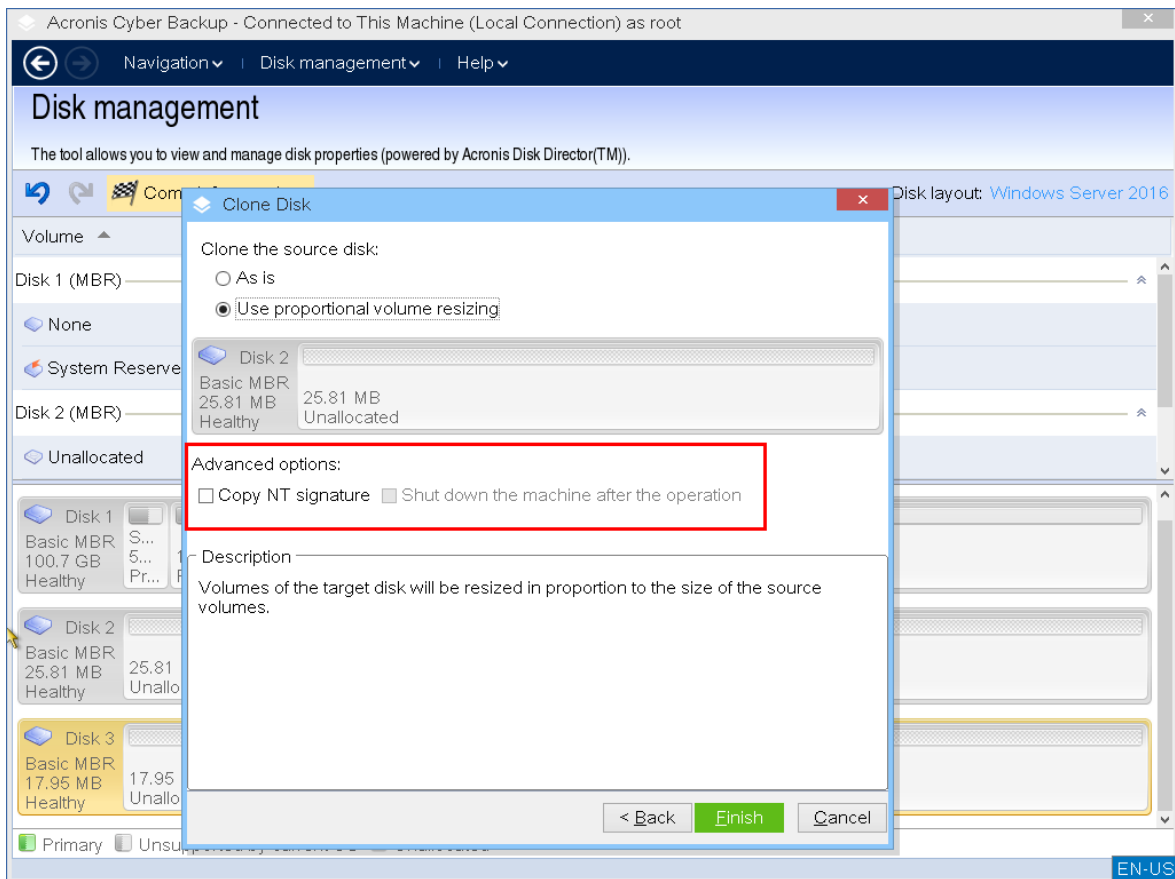 Acronis Cyber Backup - Connected to This Machine (Local Connection) as root
Navigation Disk management Help
Disk management
The tool allows you to view and manage disk properties (powered by Acronis Disk Director(TM)).
Disk layout: Windows Server 2016
Clone Disk
Volume
Clone the source disk:
As is
Use proportional volume resizing
Disk 1 (MBR)
None
System Reserve
Disk 2 (MBR)
Unallocated
Disk 2
Basic MBR
25.81 MB
Healthy
25.81 MB
Unallocated
Advanced options:
Copy NT signature Shut down the machine after the operation
Description
Volumes of the target disk will be resized in proportion to the size of the source
volumes.
Disk 1
Basic MBR
100.7 GB
Healthy
S...
5...
Pr...
Disk 2
Basic MBR
25.81 MB
Healthy
25.81
Unallo
Disk 3
Basic MBR
17.95 MB
Healthy
17.95
Unallo
< Back Finish Cancel
Primary
EN-US